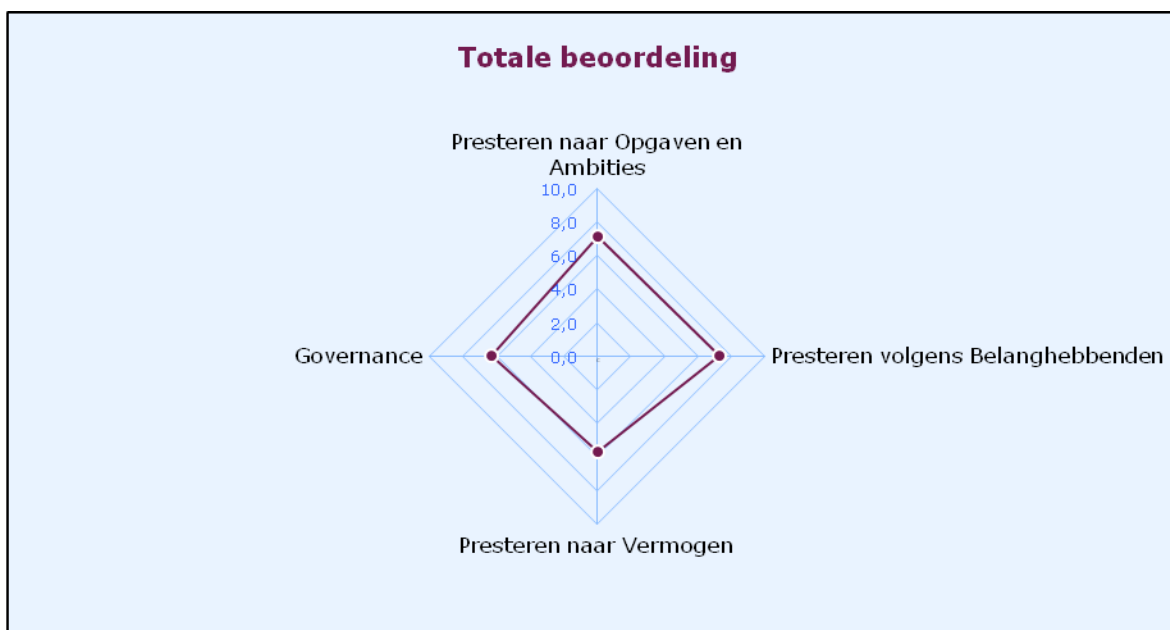 Totale beoordeling
Presteren naar Opgaven en
Ambities
10,0
8,0
6,0
4,0
2,0
0,0
Governance
Presteren volgens Belanghebbenden
Presteren naar Vermogen